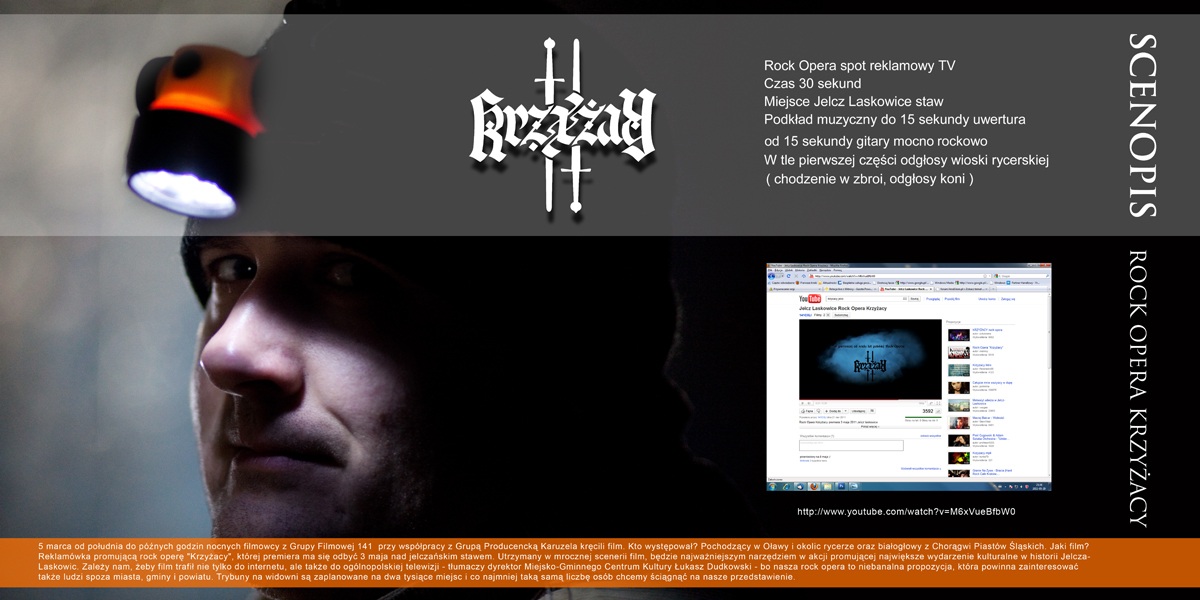 Krzyżacy
Rock Opera spot reklamowy TV
Czas 30 sekund
Miejsce Jelcz Laskowice staw
Podkład muzyczny do 15 sekundy uwertura
od 15 sekundy gitary mocno rockowo
W tle pierwszej części odgłosy wioski rycerskiej
( chodzenie w zbroi, odgłosy koni )
SCENOPIS
ROCK OPERA KRZYŻACY
YouTube
Jelcz Laskowice Rock Opera Krzyżacy
3592
http://www.youtube.com/watch?v=M6xVueBfbW0
5 marca od południa do późnych godzin nocnych filmowcy z Grupy Filmowej 141 przy współpracy z Grupą Producencką Karuzela kręcili film. Kto występował? Pochodzący w Oławy i okolic rycerze oraz białogłowy z Chorągwi Piastów Śląskich. Jaki film?
Reklamówka promującą rock operę "Krzyżacy", której premiera ma się odbyć 3 maja nad jelczańskim stawem. Utrzymany w mrocznej scenerii film, będzie najważniejszym narzędziem w akcji promującej największe wydarzenie kulturalne w historii Jelcza-
Laskowic. Zależy nam, żeby film trafił nie tylko do internetu, ale także do ogólnopolskiej telewizji - tłumaczy dyrektor Miejsko-Gminnego Centrum Kultury Łukasz Dudkowski - bo nasza rock opera to niebanalna propozycja, która powinna zainteresować
także ludzi spoza miasta, gminy i powiatu. Trybuny na widowni są zaplanowane na dwa tysiące miejsc i co najmniej taką samą liczbę osób chcemy ściągnąć na nasze przedstawienie.